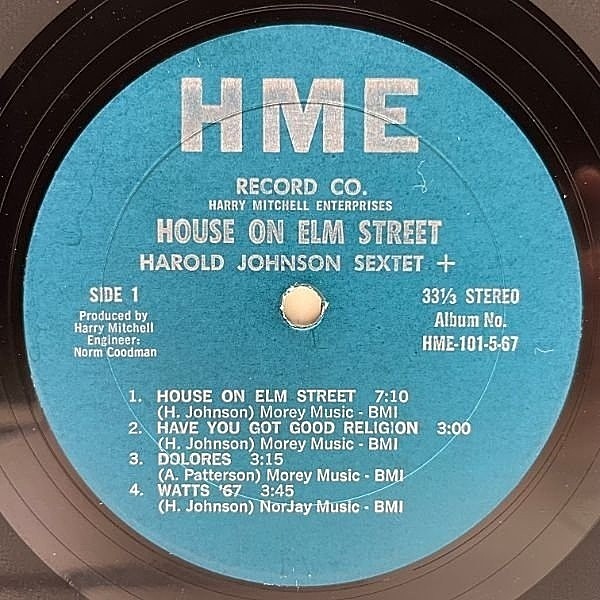 HME
RECORD CO.
HARRY MITCHELL ENTERPRISES
HOUSE ON ELM STREET
HAROLD JOHNSON SEXTET +
SIDE 1
Produced by
Harry Mitchell
Engineer:
Norm Coodman
33⅓ STEREO
Album No.
HME-101-5-67
1. HOUSE ON ELM STREET 7:10
(H. Johnson) Morey Music - BMI
2. HAVE YOU GOT GOOD RELIGION 3:00
(H. Johnson) Morey Music - BMI
3. DOLORES 3:15
(A. Patterson) Morey Music - BMI
4. WATTS '67 3:45
(H. Johnson) NorJay Music - BMI